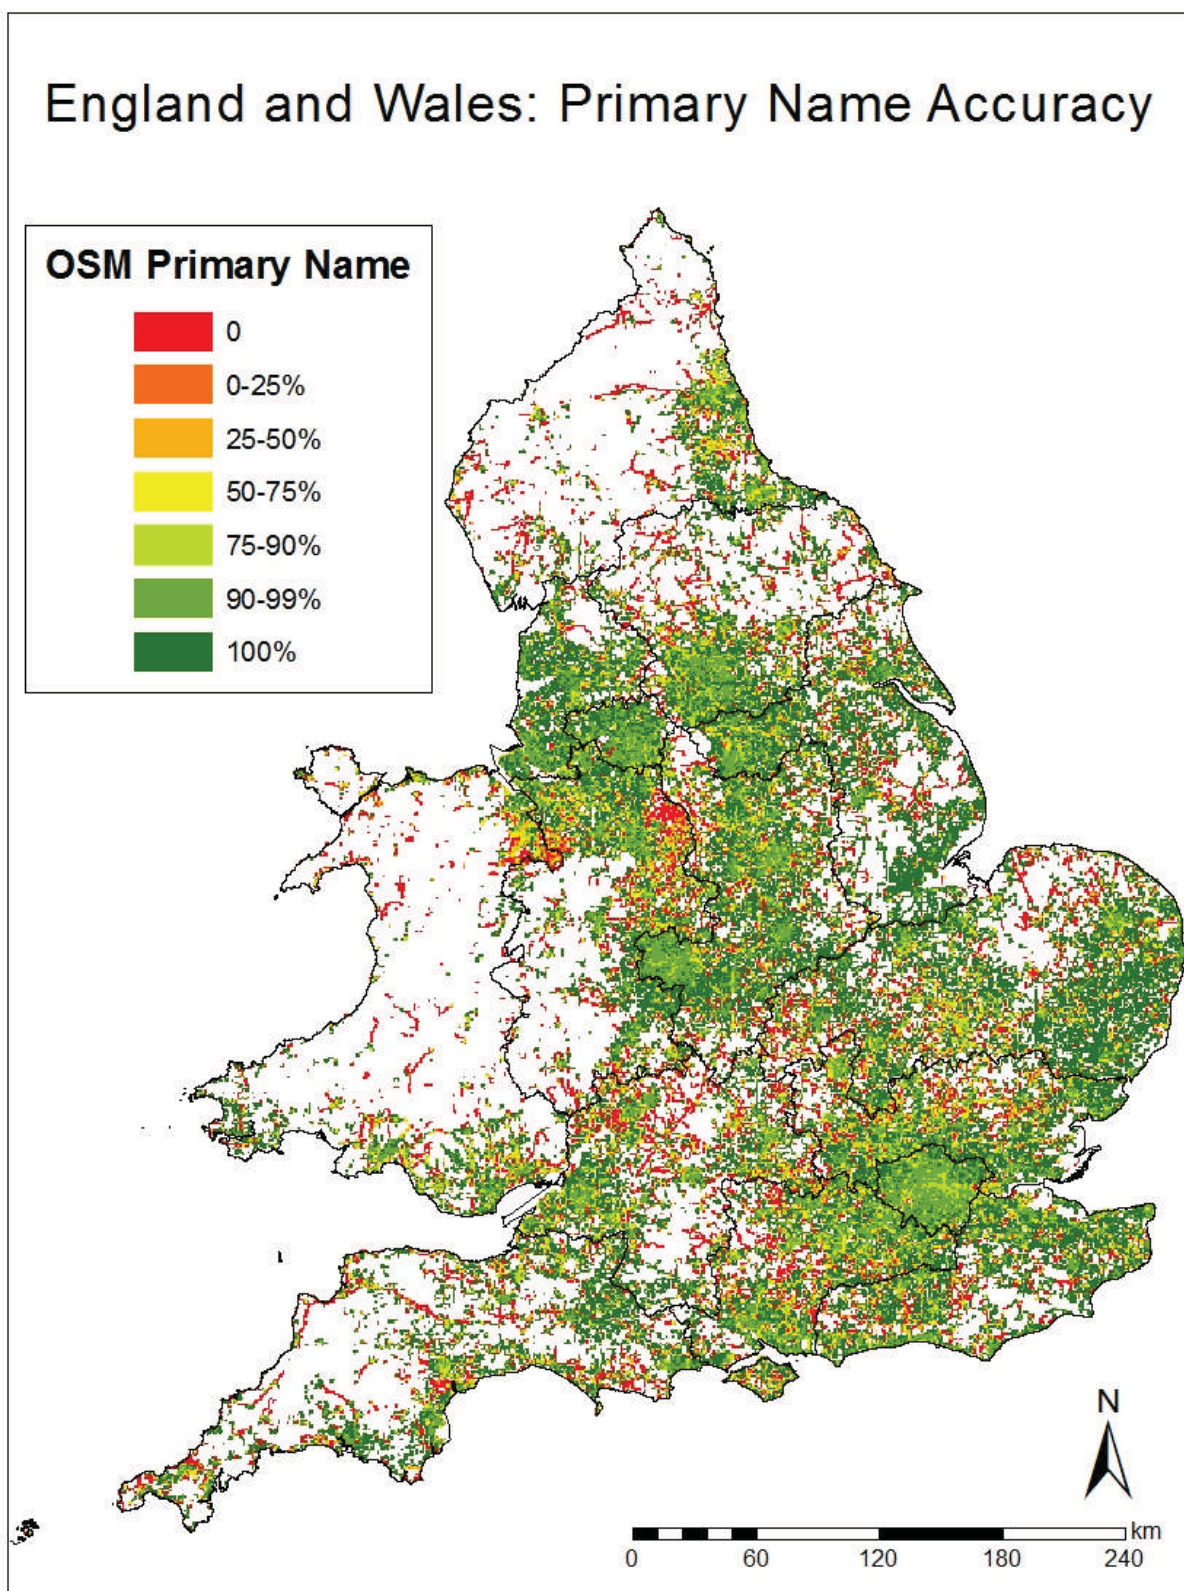 England and Wales: Primary Name Accuracy
OSM Primary Name
0
0-25%
25-50%
50-75%
75-90%
90-99%
100%
N
km
0 60 120 180 240